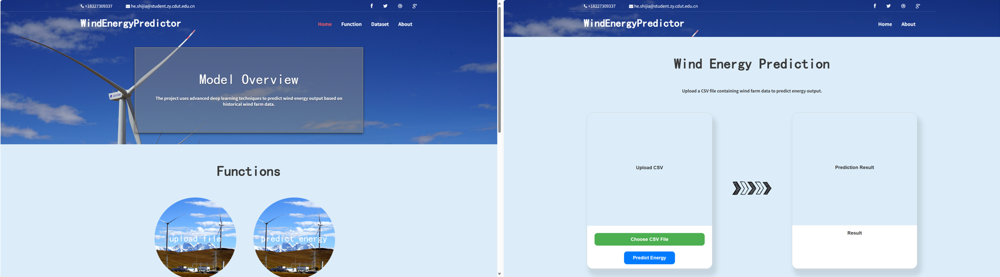 +18227309337
he.shijia@student.zy.cdut.edu.cn
WindEnergyPredictor
Home
Function
Dataset
About
Model Overview
The project uses advanced deep learning techniques to predict wind energy output based on
historical wind farm data.
Functions
upload file
predict energy
+18227309337
he.shijia@student.zy.cdut.edu.cn
WindEnergyPredictor
Home
About
Wind Energy Prediction
Upload a CSV file containing wind farm data to predict energy output.
Upload CSV
Choose CSV File
Predict Energy
Prediction Result
Result